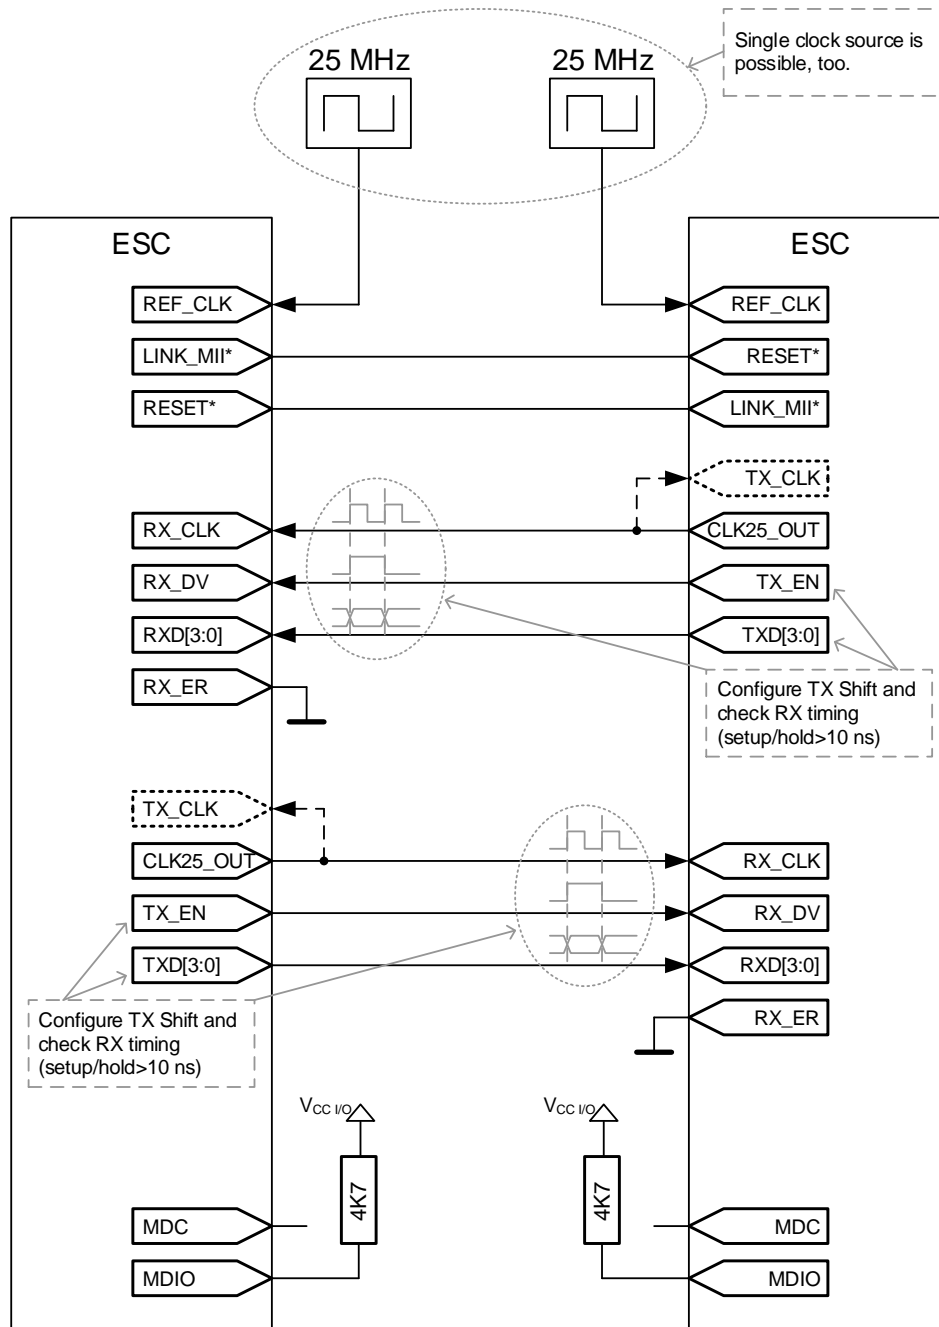 Single clock source is
possible, too.
25 MHz
25 MHz
ESC
ESC
REF_CLK
REF_CLK
LINK_MII*
RESET*
RESET*
LINK_MII*
TX_CLK
RX_CLK
CLK25_OUT
RX_DV
TX_EN
RXD[3:0]
TXD[3:0]
RX_ER
Configure TX Shift and
check RX timing
(setup/hold>10 ns)
TX_CLK
CLK25_OUT
RX_CLK
TX_EN
RX_DV
TXD[3:0]
RXD[3:0]
RX_ER
Configure TX Shift and
check RX timing
(setup/hold>10 ns)
VCC I/O
VCC I/O
4K7
4K7
MDC
MDC
MDIO
MDIO